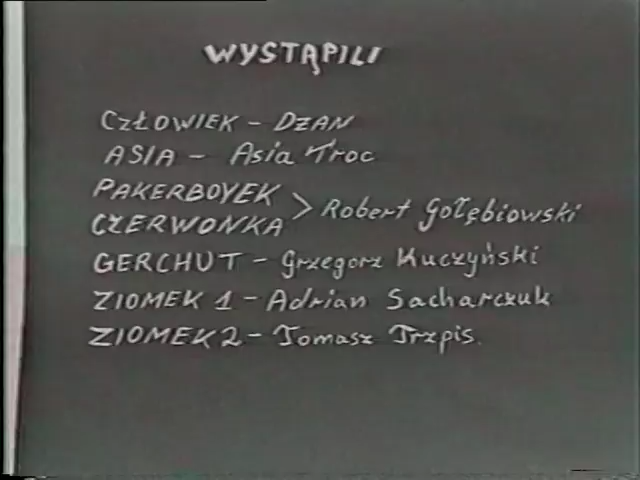 WYSTĄPILI
CZŁOWIEK - DŻAN
ASIA - Asia Troc
PAKERBOYEK
CZERWONKA > Robert Gołębiowski
GERCHUT - Grzegorz Kuczyński
ZIOMEK 1 - Adrian Sacharczuk
ZIOMEK 2 - Tomasz Trzpis.